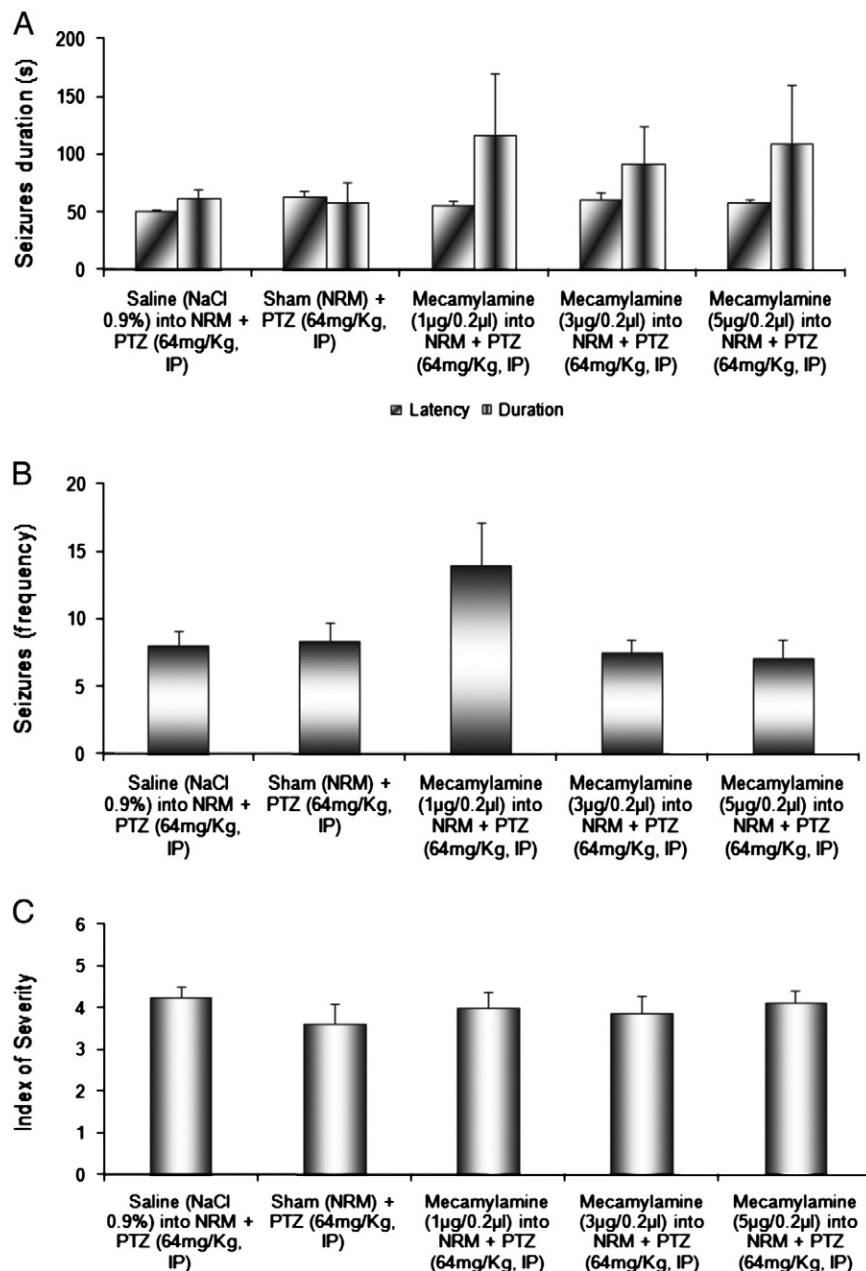 A
Seizures duration (s)
200
150
100
50
0
Saline (NaCl
0.9%) into NRM +
PTZ (64mg/Kg,
IP)
Sham (NRM) +
PTZ (64mg/Kg,
IP)
Mecamylamine
(1µg/0.2µl) into
NRM + PTZ
(64mg/Kg, IP)
Mecamylamine
(3µg/0.2µl) into
NRM + PTZ
(64mg/Kg, IP)
Mecamylamine
(5µg/0.2µl) into
NRM + PTZ
(64mg/Kg, IP)
Latency Duration
B
Seizures (frequency)
20
15
10
5
0
Saline (NaCl
0.9%) into NRM +
PTZ (64mg/Kg,
IP)
Sham (NRM) +
PTZ (64mg/Kg,
IP)
Mecamylamine
(1µg/0.2µl) into
NRM + PTZ
(64mg/Kg, IP)
Mecamylamine
(3µg/0.2µl) into
NRM + PTZ
(64mg/Kg, IP)
Mecamylamine
(5µg/0.2µl) into
NRM + PTZ
(64mg/Kg, IP)
C
Index of Severity
6
5
4
3
2
1
0
Saline (NaCl
0.9%) into NRM +
PTZ (64mg/Kg,
IP)
Sham (NRM) +
PTZ (64mg/Kg,
IP)
Mecamylamine
(1µg/0.2µl) into
NRM + PTZ
(64mg/Kg, IP)
Mecamylamine
(3µg/0.2µl) into
NRM + PTZ
(64mg/Kg, IP)
Mecamylamine
(5µg/0.2µl) into
NRM + PTZ
(64mg/Kg, IP)